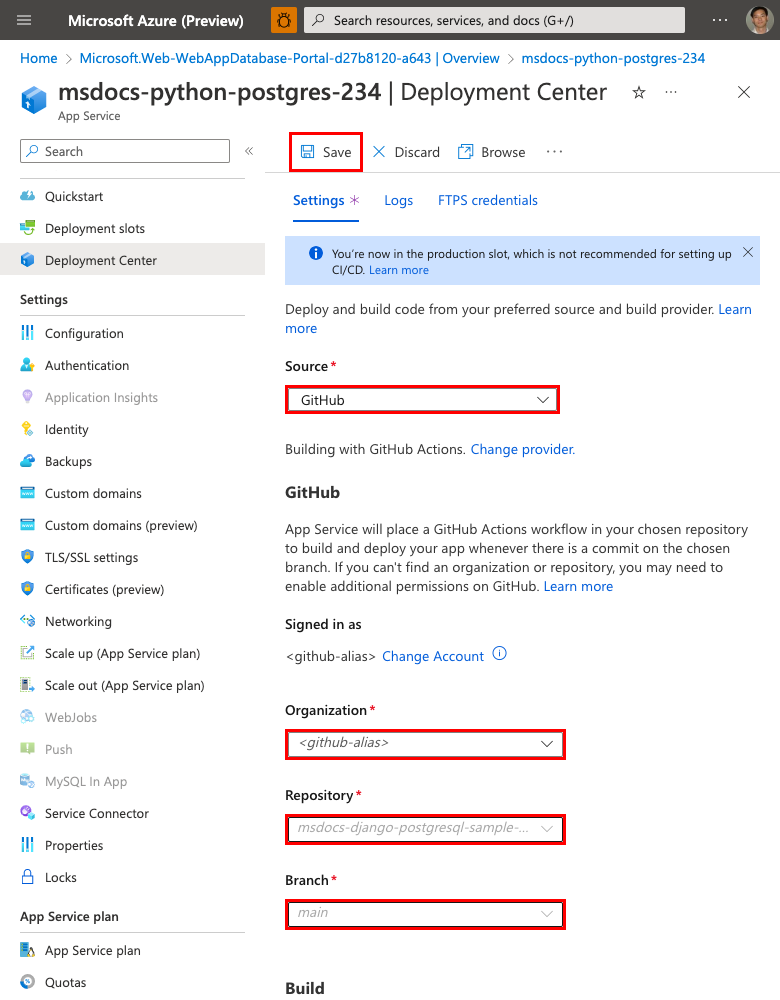 Microsoft Azure (Preview)
Search resources, services, and docs (G+/)
Home > Microsoft.Web-WebAppDatabase-Portal-d27b8120-a643 | Overview > msdocs-python-postgres-234
msdocs-python-postgres-234 | Deployment Center
App Service
Search
Quickstart
Deployment slots
Deployment Center
Settings
Configuration
Authentication
Application Insights
Identity
Backups
Custom domains
Custom domains (preview)
TLS/SSL settings
Certificates (preview)
Networking
Scale up (App Service plan)
Scale out (App Service plan)
WebJobs
Push
MySQL In App
Service Connector
Properties
Locks
App Service plan
App Service plan
Quotas
Save Discard Browse
Settings * Logs FTPS credentials
You're now in the production slot, which is not recommended for setting up
CI/CD. Learn more
Deploy and build code from your preferred source and build provider. Learn
more
Source *
GitHub
Building with GitHub Actions. Change provider.
GitHub
App Service will place a GitHub Actions workflow in your chosen repository
to build and deploy your app whenever there is a commit on the chosen
branch. If you can't find an organization or repository, you may need to
enable additional permissions on GitHub. Learn more
Signed in as
<github-alias> Change Account
Organization *
<github-alias>
Repository *
msdocs-django-postgresql-sample-...
Branch *
main
Build